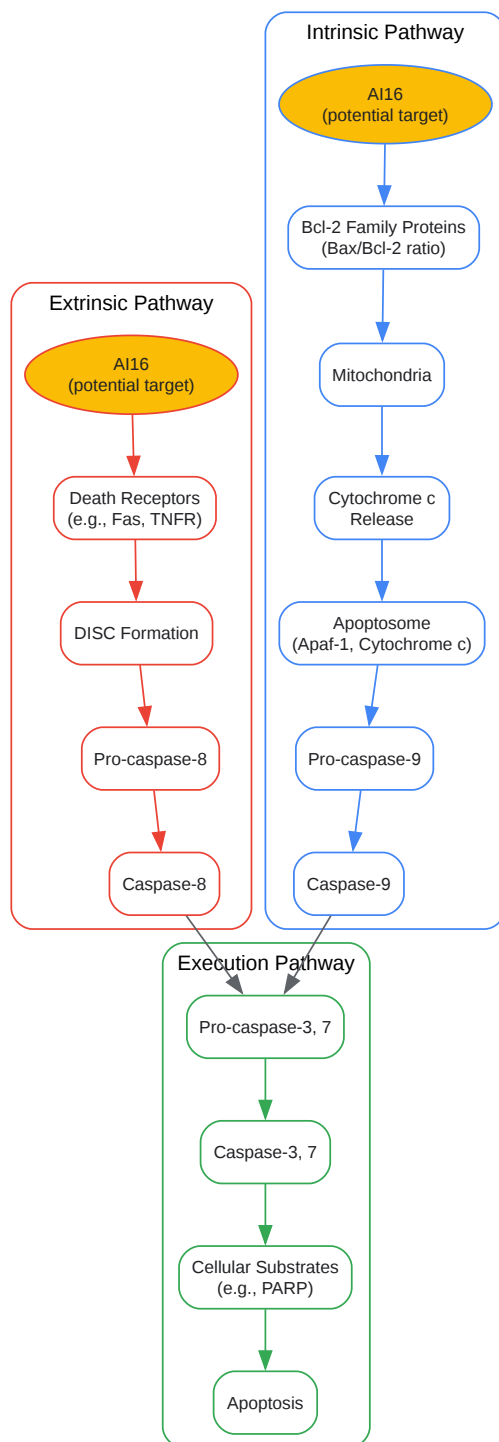 Intrinsic Pathway
AI16
(potential target)
Bcl-2 Family Proteins
(Bax/Bcl-2 ratio)
Mitochondria
Cytochrome c
Release
Apoptosome
(Apaf-1, Cytochrome c)
Pro-caspase-9
Caspase-9
Extrinsic Pathway
AI16
(potential target)
Death Receptors
(e.g., Fas, TNFR)
DISC Formation
Pro-caspase-8
Caspase-8
Execution Pathway
Pro-caspase-3, 7
Caspase-3, 7
Cellular Substrates
(e.g., PARP)
Apoptosis